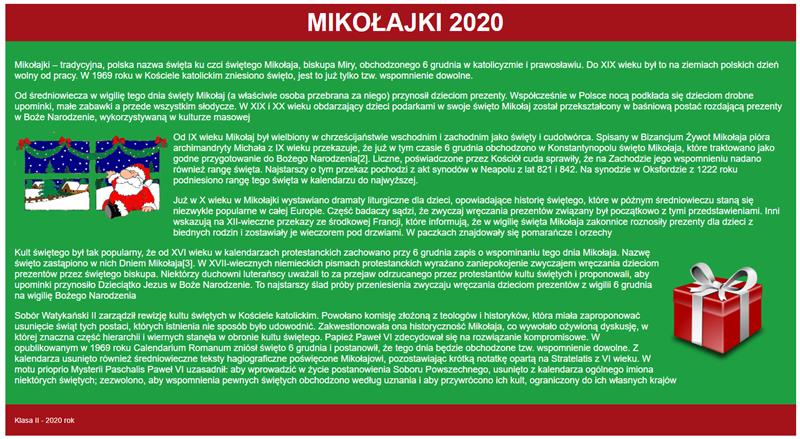 MIKOŁAJKI 2020
Mikołajki – tradycyjna, polska nazwa święta ku czci świętego Mikołaja, biskupa Miry, obchodzonego 6 grudnia w katolicyzmie i prawosławiu. Do XIX wieku był to na ziemiach polskich dzień
wolny od pracy. W 1969 roku w Kościele katolickim zniesiono święto, jest to już tylko tzw. wspomnienie dowolne.
Od średniowiecza w wigilię tego dnia święty Mikołaj (a właściwie osoba przebrana za niego) przynosił dzieciom prezenty. Współcześnie w Polsce nocą podkłada się dzieciom drobne
upominki, małe zabawki a przede wszystkim słodycze. W XIX i XX wieku obdarzający dzieci podarkami w swoje święto Mikołaj został przekształcony w baśniową postać rozdającą prezenty
w Boże Narodzenie, wykorzystywaną w kulturze masowej
Od IX wieku Mikołaj był wielbiony w chrześcijaństwie wschodnim i zachodnim jako święty i cudotwórca. Spisany w Bizancjum Żywot Mikołaja pióra
archimandryty Michała z IX wieku przekazuje, że już w tym czasie 6 grudnia obchodzono w Konstantynopolu święto Mikołaja, które traktowano jako
godne przygotowanie do Bożego Narodzenia[2]. Liczne, poświadczone przez Kościół cuda sprawiły, że na Zachodzie jego wspomnieniu nadano
również rangę święta. Najstarszy o tym przekaz pochodzi z akt synodów w Neapolu z lat 821 i 842. Na synodzie w Oksfordzie z 1222 roku
podniesiono rangę tego święta w kalendarzu do najwyższej.
Już w X wieku w Mikołajki wystawiano dramaty liturgiczne dla dzieci, opowiadające historię świętego, które w późnym średniowieczu staną się
niezwykle popularne w całej Europie. Część badaczy sądzi, że zwyczaj wręczania prezentów związany był początkowo z tymi przedstawieniami. Inni
wskazują na XII-wieczne przekazy ze środkowej Francji, które informują, że w wigilię święta Mikołaja zakonnice roznosiły prezenty dla dzieci z
biednych rodzin i zostawiały je wieczorem pod drzwiami. W paczkach znajdowały się pomarańcze i orzechy
Kult świętego był tak popularny, że od XVI wieku w kalendarzach protestanckich zachowano przy 6 grudnia zapis o wspominaniu tego dnia Mikołaja. Nazwę
święto zastąpiono w nich Dniem Mikołaja[3]. W XVII-wiecznych niemieckich pismach protestanckich wyrażano zaniepokojenie zwyczajem wręczania dzieciom
prezentów przez świętego biskupa. Niektórzy duchowni luterańscy uważali to za przejaw odrzucanego przez protestantów kultu świętych i proponowali, aby
upominki przynosiło Dzieciątko Jezus w Boże Narodzenie. To najstarszy ślad próby przeniesienia zwyczaju wręczania dzieciom prezentów z wigilii 6 grudnia
na wigilię Bożego Narodzenia
Sobór Watykański II zarządził rewizję kultu świętych w Kościele katolickim. Powołano komisję złożoną z teologów i historyków, która miała zaproponować
usunięcie świąt tych postaci, których istnienia nie sposób było udowodnić. Zakwestionowała ona historyczność Mikołaja, co wywołało ożywioną dyskusję, w
której znaczna część hierarchii i wiernych stanęła w obronie kultu świętego. Papież Paweł VI zdecydował się na rozwiązanie kompromisowe. W
opublikowanym w 1969 roku Calendarium Romanum zniósł święto 6 grudnia i postanowił, że tego dnia będzie obchodzone tzw. wspomnienie dowolne. Z
kalendarza usunięto również średniowieczne teksty hagiograficzne poświęcone Mikołajowi, pozostawiając krótką notatkę opartą na Stratelatis z VI wieku. W
motu proprio Mysterii Paschalis Paweł VI uzasadnił: aby wprowadzić w życie postanowienia Soboru Powszechnego, usunięto z kalendarza ogólnego imiona
niektórych świętych; zezwolono, aby wspomnienia pewnych świętych obchodzono według uznania i aby przywrócono ich kult, ograniczony do ich własnych krajów
Klasa II - 2020 rok